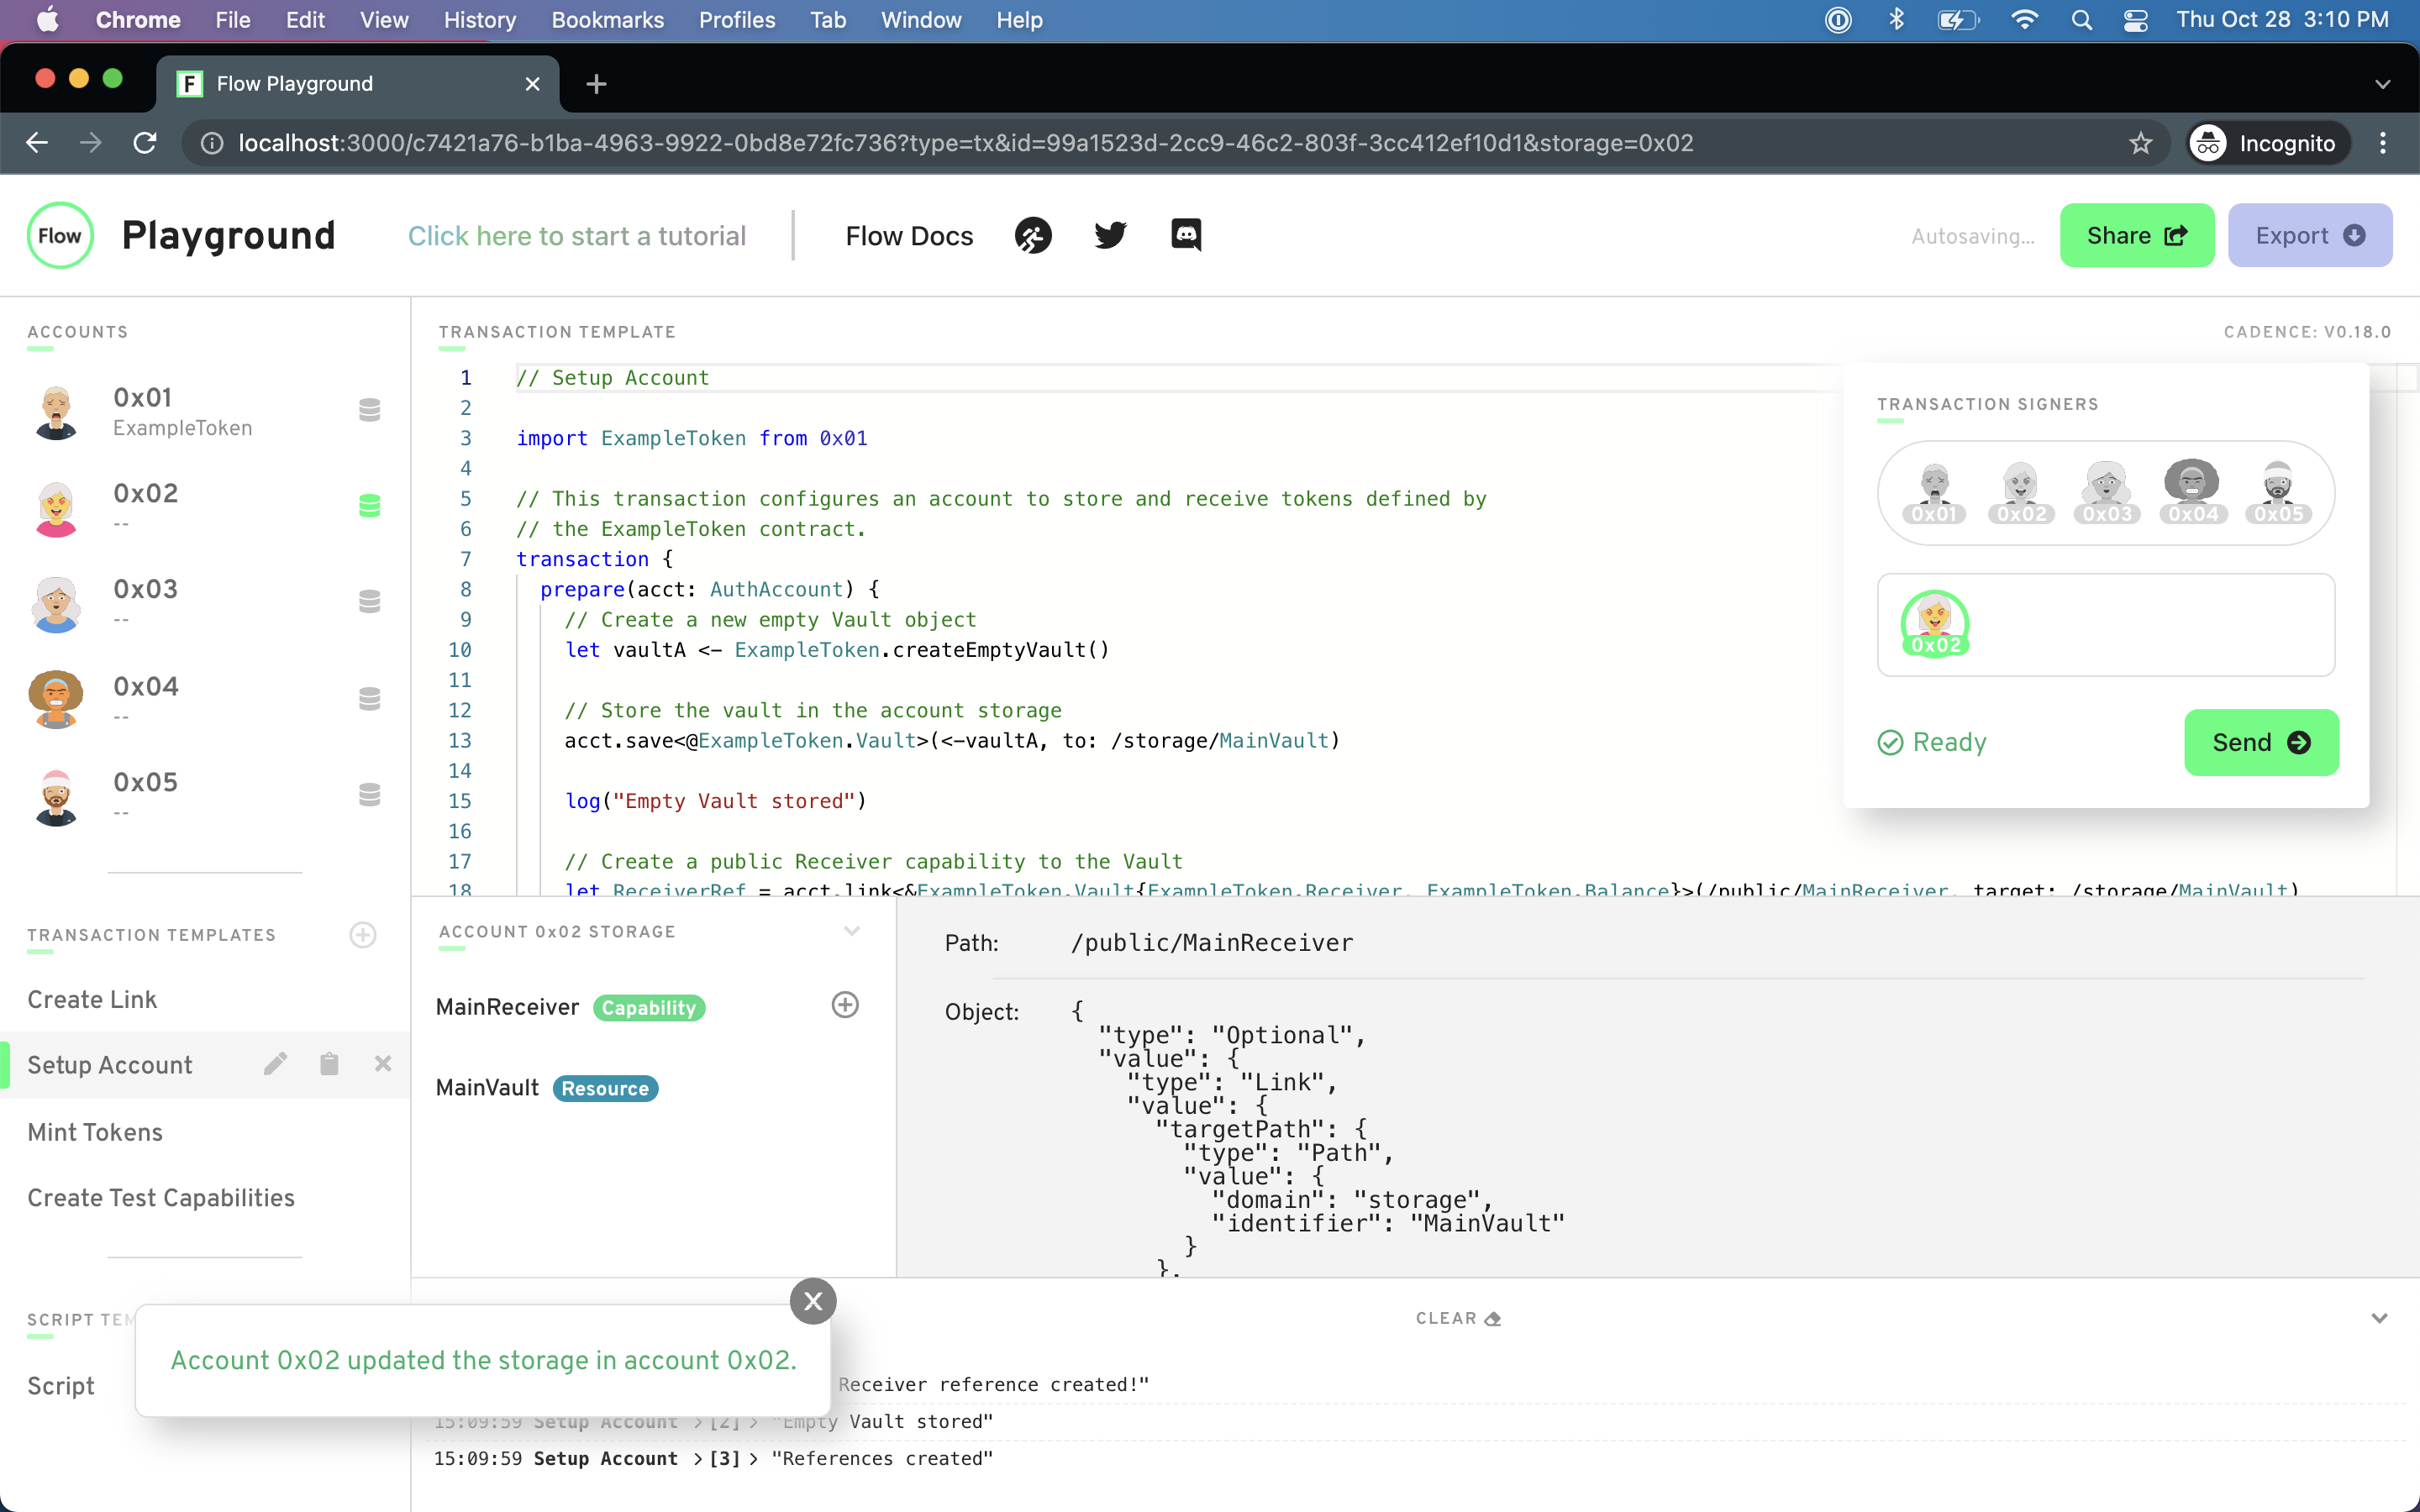 Chrome File Edit View History Bookmarks Profiles Tab Window Help Thu Oct 28 3:10 PM
F Flow Playground
localhost:3000/c7421a76-b1ba-4963-9922-0bd8e72fc736?type=tx&id=99a1523d-2cc9-46c2-803f-3cc412ef10d1&storage=0x02 Incognito
Flow Playground Click here to start a tutorial Flow Docs Autosaving... Share Export
ACCOUNTS
0x01
ExampleToken
0x02
--
0x03
--
0x04
--
0x05
--
TRANSACTION TEMPLATES
Create Link
Setup Account
Mint Tokens
Create Test Capabilities
SCRIPT TEM
Script
TRANSACTION TEMPLATE CADENCE: V0.18.0
1 // Setup Account
2
3 import ExampleToken from 0x01
4
5 // This transaction configures an account to store and receive tokens defined by
6 // the ExampleToken contract.
7 transaction {
8 prepare(acct: AuthAccount) {
9 // Create a new empty Vault object
10 let vaultA <- ExampleToken.createEmptyVault()
11
12 // Store the vault in the account storage
13 acct.save<@ExampleToken.Vault>(<-vaultA, to: /storage/MainVault)
14
15 log("Empty Vault stored")
16
17 // Create a public Receiver capability to the Vault
18 let ReceiverRef = acct.link<&ExampleToken.Vault{ExampleToken.Receiver, ExampleToken.Balance}>(/public/MainReceiver, target: /storage/MainVault)
TRANSACTION SIGNERS
0x01 0x02 0x03 0x04 0x05
0x02
Ready Send
ACCOUNT 0x02 STORAGE
MainReceiver Capability
MainVault Resource
Path: /public/MainReceiver
Object: {
"type": "Optional",
"value": {
"type": "Link",
"value": {
"targetPath": {
"type": "Path",
"value": {
"domain": "storage",
"identifier": "MainVault"
}
},
CLEAR
X
Account 0x02 updated the storage in account 0x02.
Receiver reference created!"
15:09:59 Setup Account > [2] > "Empty Vault stored"
15:09:59 Setup Account > [3] > "References created"